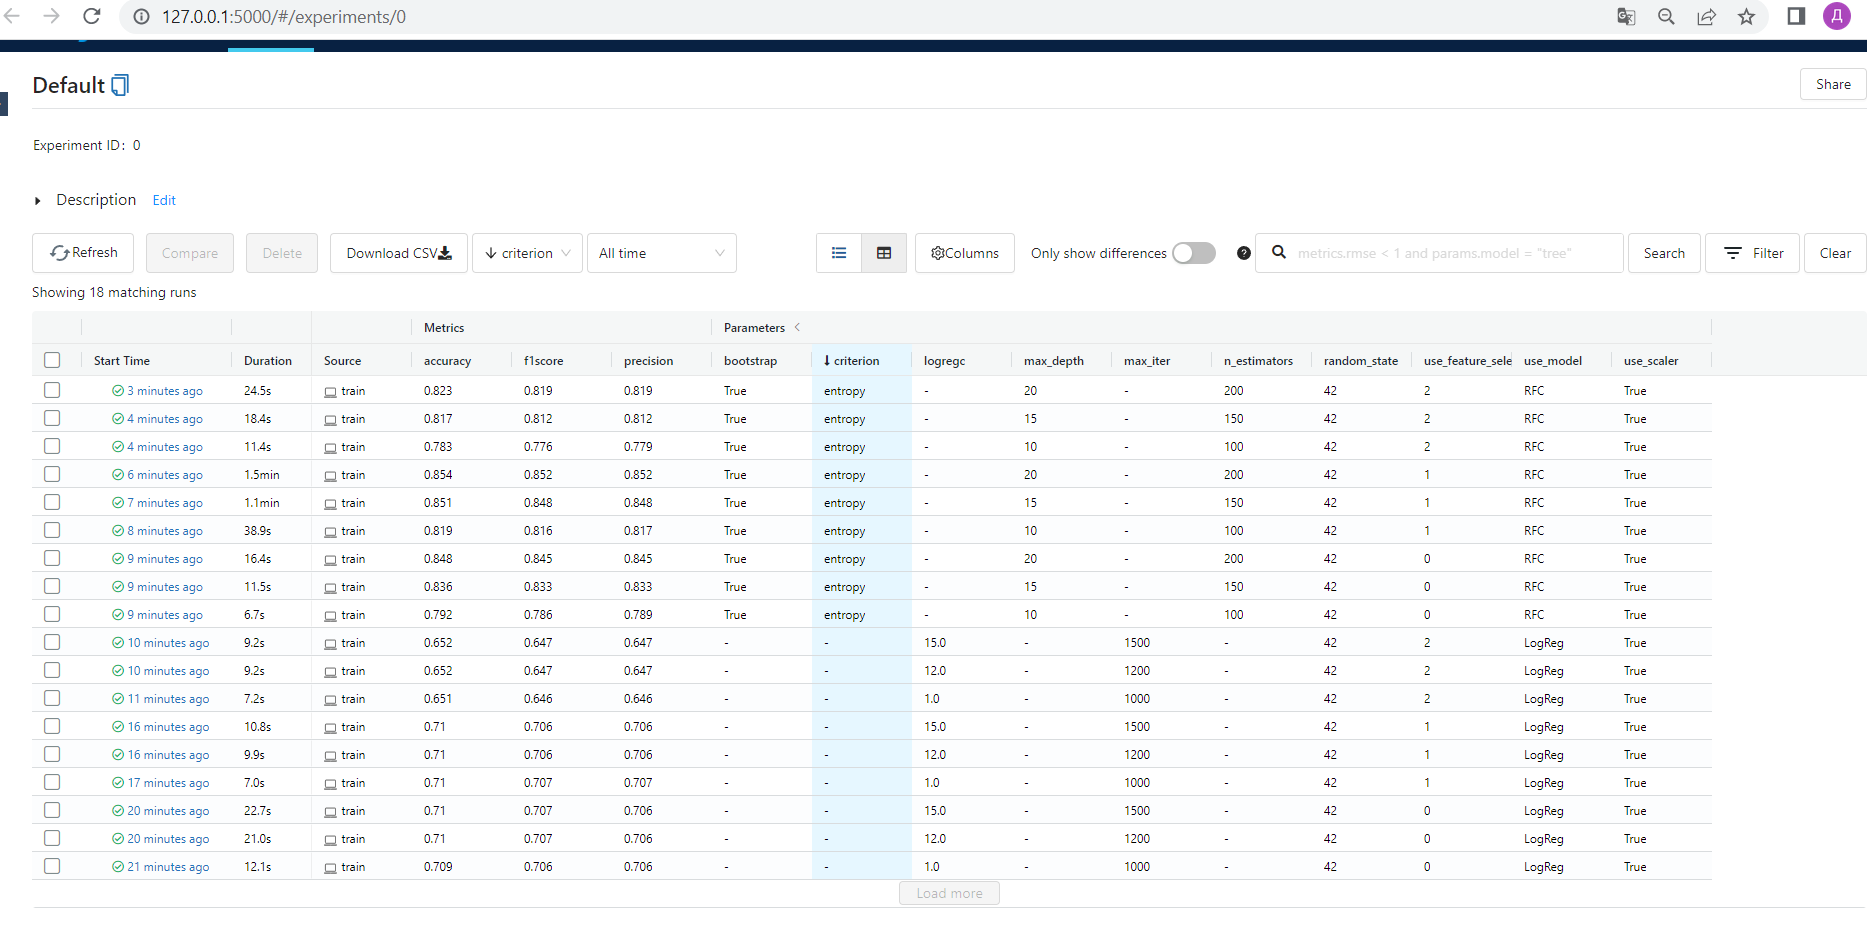 127.0.0.1:5000/#/experiments/0
Д
Default
Share
Experiment ID: 0
Description Edit
Refresh Compare Delete Download CSV criterion All time Columns Only show differences metrics.rmse < 1 and params.model = "tree" Search Filter Clear
Showing 18 matching runs
Metrics Parameters
Start Time Duration Source accuracy f1score precision bootstrap criterion logregc max_depth max_iter n_estimators random_state use_feature_sele use_model use_scaler
3 minutes ago 24.5s train 0.823 0.819 0.819 True entropy - 20 - 200 42 2 RFC True
4 minutes ago 18.4s train 0.817 0.812 0.812 True entropy - 15 - 150 42 2 RFC True
4 minutes ago 11.4s train 0.783 0.776 0.779 True entropy - 10 - 100 42 2 RFC True
6 minutes ago 1.5min train 0.854 0.852 0.852 True entropy - 20 - 200 42 1 RFC True
7 minutes ago 1.1min train 0.851 0.848 0.848 True entropy - 15 - 150 42 1 RFC True
8 minutes ago 38.9s train 0.819 0.816 0.817 True entropy - 10 - 100 42 1 RFC True
9 minutes ago 16.4s train 0.848 0.845 0.845 True entropy - 20 - 200 42 0 RFC True
9 minutes ago 11.5s train 0.836 0.833 0.833 True entropy - 15 - 150 42 0 RFC True
9 minutes ago 6.7s train 0.792 0.786 0.789 True entropy - 10 - 100 42 0 RFC True
10 minutes ago 9.2s train 0.652 0.647 0.647 - - 15.0 - 1500 - 42 2 LogReg True
10 minutes ago 9.2s train 0.652 0.647 0.647 - - 12.0 - 1200 - 42 2 LogReg True
11 minutes ago 7.2s train 0.651 0.646 0.646 - - 1.0 - 1000 - 42 2 LogReg True
16 minutes ago 10.8s train 0.71 0.706 0.706 - - 15.0 - 1500 - 42 1 LogReg True
16 minutes ago 9.9s train 0.71 0.706 0.706 - - 12.0 - 1200 - 42 1 LogReg True
17 minutes ago 7.0s train 0.71 0.707 0.707 - - 1.0 - 1000 - 42 1 LogReg True
20 minutes ago 22.7s train 0.71 0.707 0.706 - - 15.0 - 1500 - 42 0 LogReg True
20 minutes ago 21.0s train 0.71 0.707 0.706 - - 12.0 - 1200 - 42 0 LogReg True
21 minutes ago 12.1s train 0.709 0.706 0.706 - - 1.0 - 1000 - 42 0 LogReg True
Load more